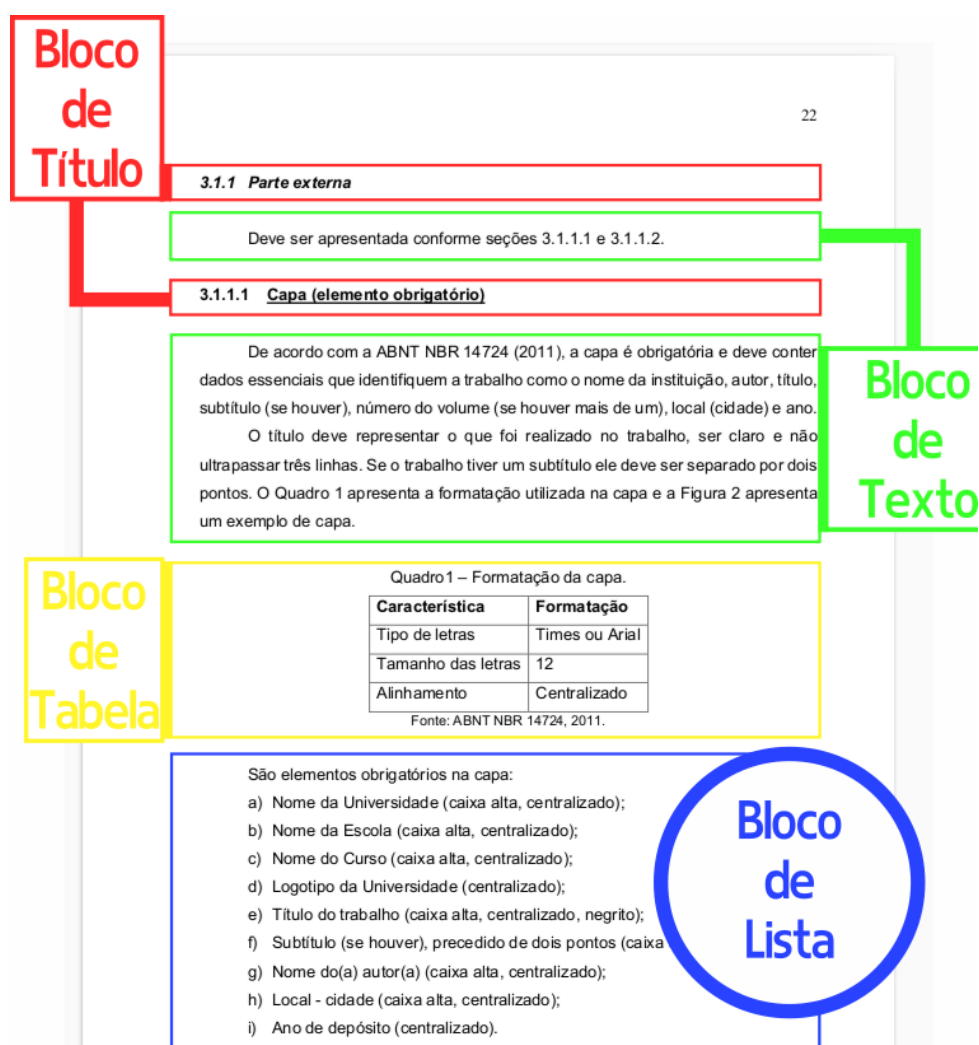 Bloco
de
Título
22
3.1.1 Parte externa
Deve ser apresentada conforme seções 3.1.1.1 e 3.1.1.2.
3.1.1.1 Capa (elemento obrigatório)
De acordo com a ABNT NBR 14724 (2011), a capa é obrigatória e deve conter
dados essenciais que identifiquem a trabalho como o nome da instituição, autor, título,
subtítulo (se houver), número do volume (se houver mais de um), local (cidade) e ano.
O título deve representar o que foi realizado no trabalho, ser claro e não
ultrapassar três linhas. Se o trabalho tiver um subtítulo ele deve ser separado por dois
pontos. O Quadro 1 apresenta a formatação utilizada na capa e a Figura 2 apresenta
um exemplo de capa.
Bloco
de
Texto
Bloco
de
Tabela
Quadro1 – Formatação da capa.
Característica Formatação
Tipo de letras Times ou Arial
Tamanho das letras 12
Alinhamento Centralizado
Fonte: ABNT NBR 14724, 2011.
São elementos obrigatórios na capa:
a) Nome da Universidade (caixa alta, centralizado);
b) Nome da Escola (caixa alta, centralizado);
c) Nome do Curso (caixa alta, centralizado);
d) Logotipo da Universidade (centralizado);
e) Título do trabalho (caixa alta, centralizado, negrito);
f) Subtítulo (se houver), precedido de dois pontos (caixa
g) Nome do(a) autor(a) (caixa alta, centralizado);
h) Local - cidade (caixa alta, centralizado);
i) Ano de depósito (centralizado).
Bloco
de
Lista